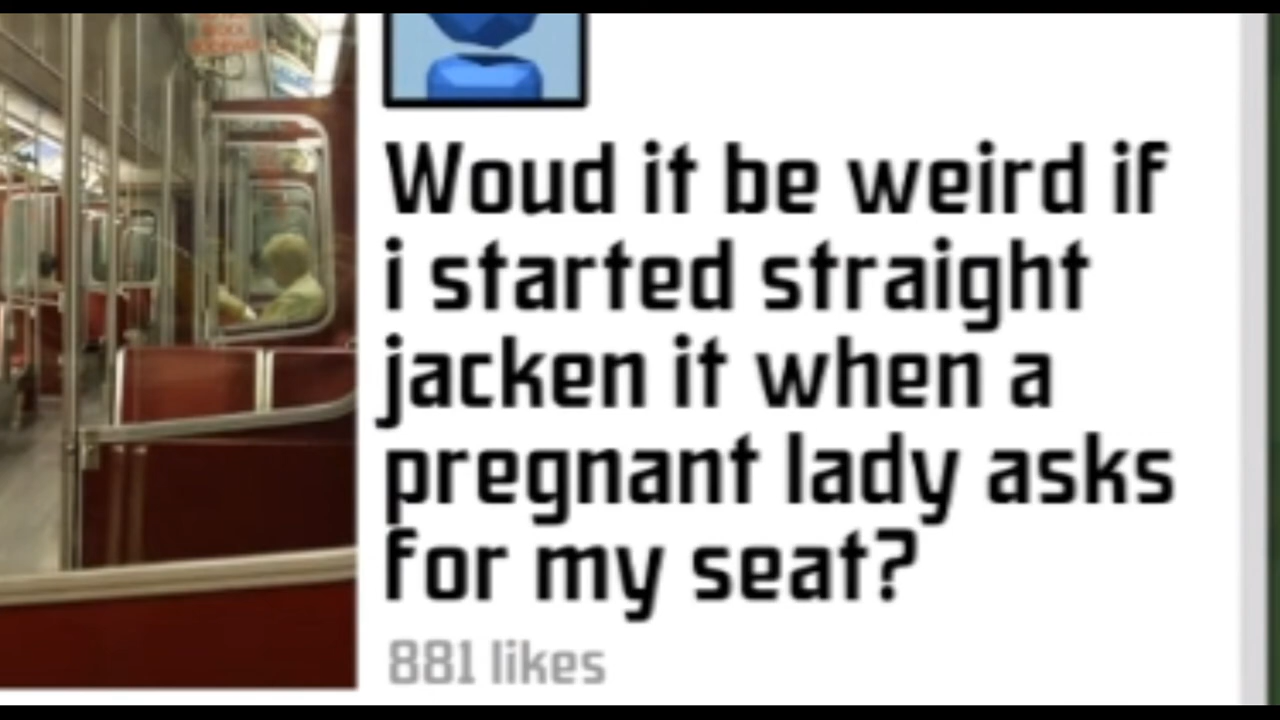 Woud it be weird if
i started straight
jacken it when a
pregnant lady asks
for my seat?
881 likes